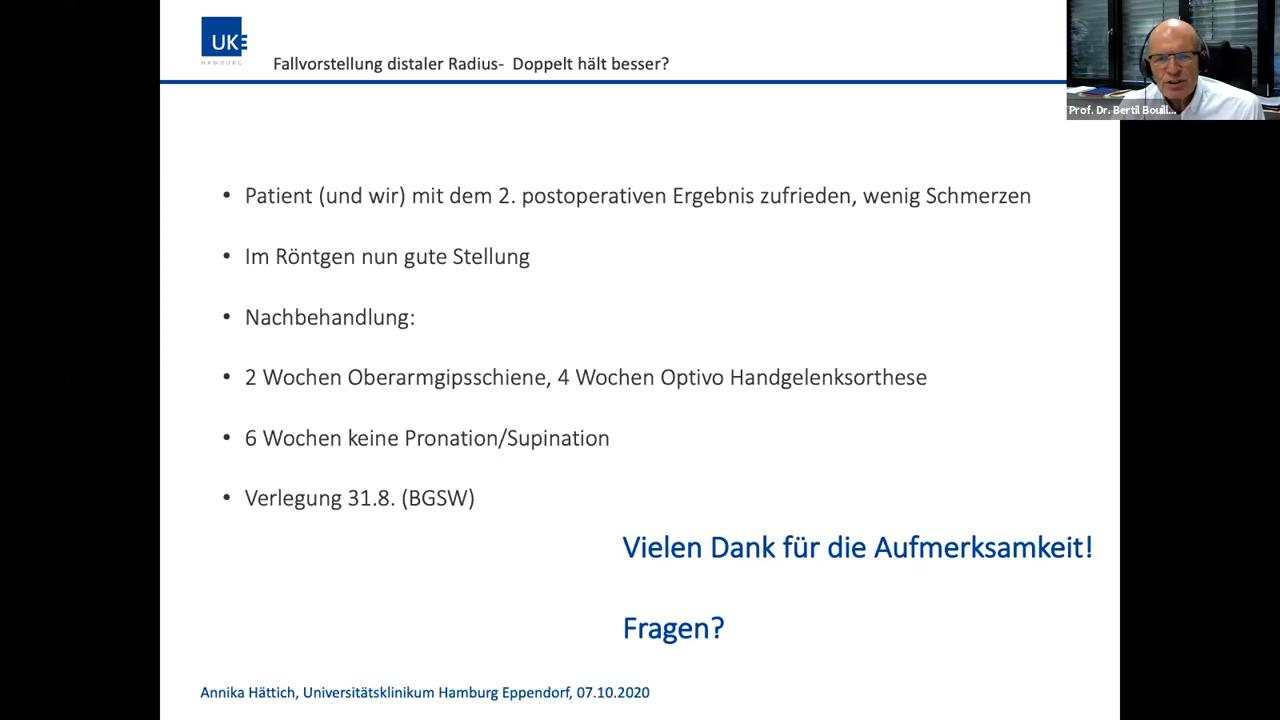 UKE
HAMBURG
Fallvorstellung distaler Radius- Doppelt hält besser?
Prof. Dr. Bertil Bouill...
• Patient (und wir) mit dem 2. postoperativen Ergebnis zufrieden, wenig Schmerzen
• Im Röntgen nun gute Stellung
• Nachbehandlung:
• 2 Wochen Oberarmgipsschiene, 4 Wochen Optivo Handgelenksorthese
• 6 Wochen keine Pronation/Supination
• Verlegung 31.8. (BGSW)
Vielen Dank für die Aufmerksamkeit!
Fragen?
Annika Hättich, Universitätsklinikum Hamburg Eppendorf, 07.10.2020